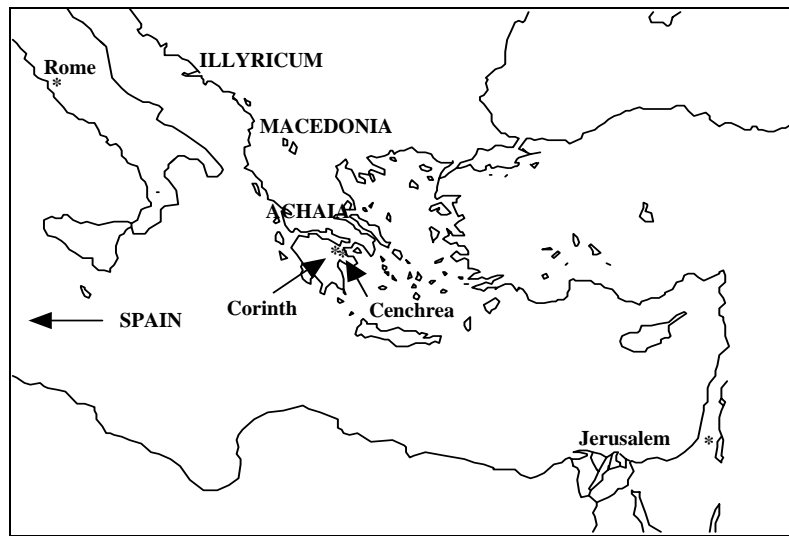 ILLYRICUM
Rome
*
MACEDONIA
ACHAIA
**
Corinth
Cenchrea
SPAIN
Jerusalem
*